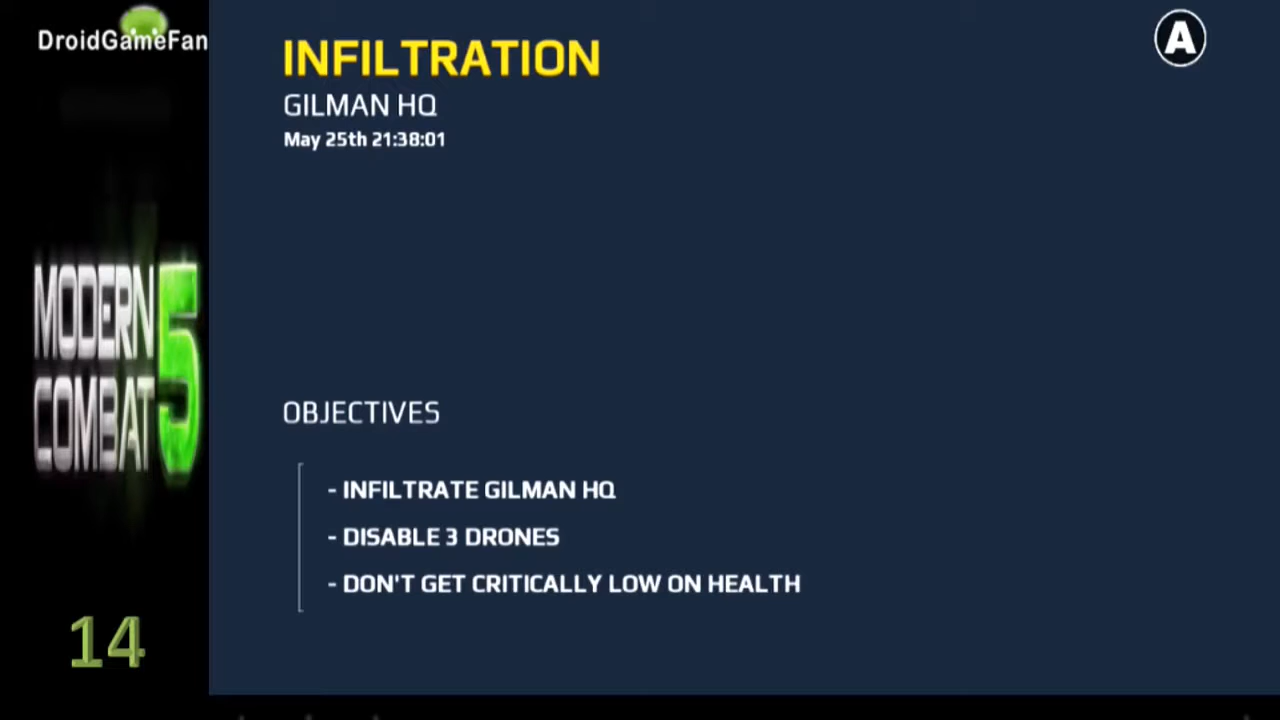 DroidGameFan
MODERN
COMBAT
5
14
INFILTRATION
GILMAN HQ
May 25th 21:38:01
A
OBJECTIVES
- INFILTRATE GILMAN HQ
- DISABLE 3 DRONES
- DON'T GET CRITICALLY LOW ON HEALTH